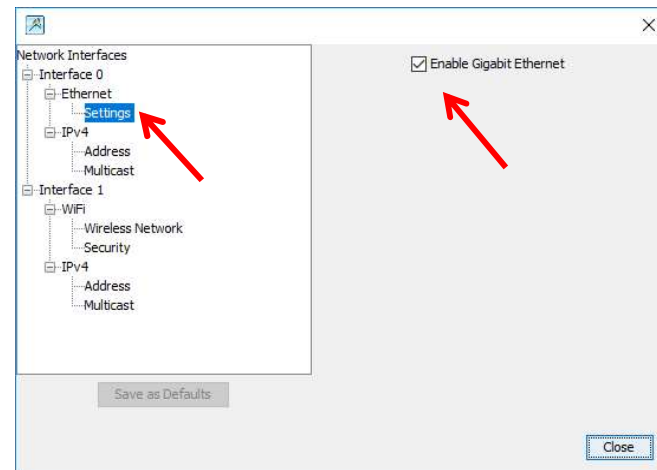 Network Interfaces
Interface 0
Ethernet
Settings
IPv4
Address
Multicast
Interface 1
WiFi
Wireless Network
Security
IPv4
Address
Multicast
Enable Gigabit Ethernet
Save as Defaults
Close